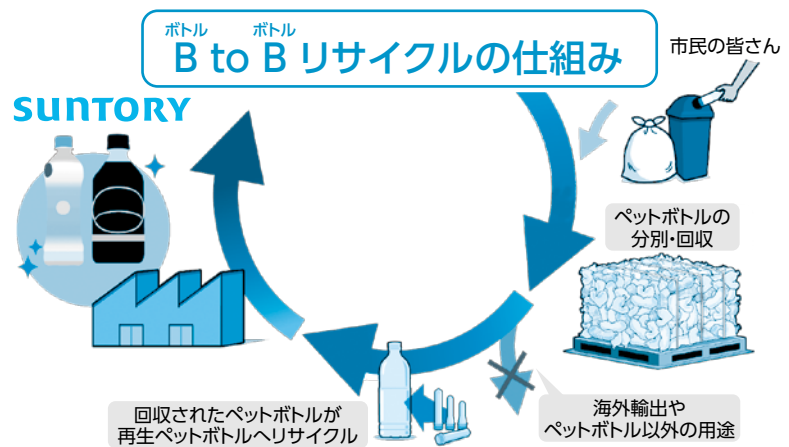 ボトル ボトル
B to B リサイクルの仕組み
市民の皆さん
SUNTORY
ペットボトルの
分別・回収
海外輸出や
ペットボトル以外の用途
回収されたペットボトルが
再生ペットボトルへリサイクル